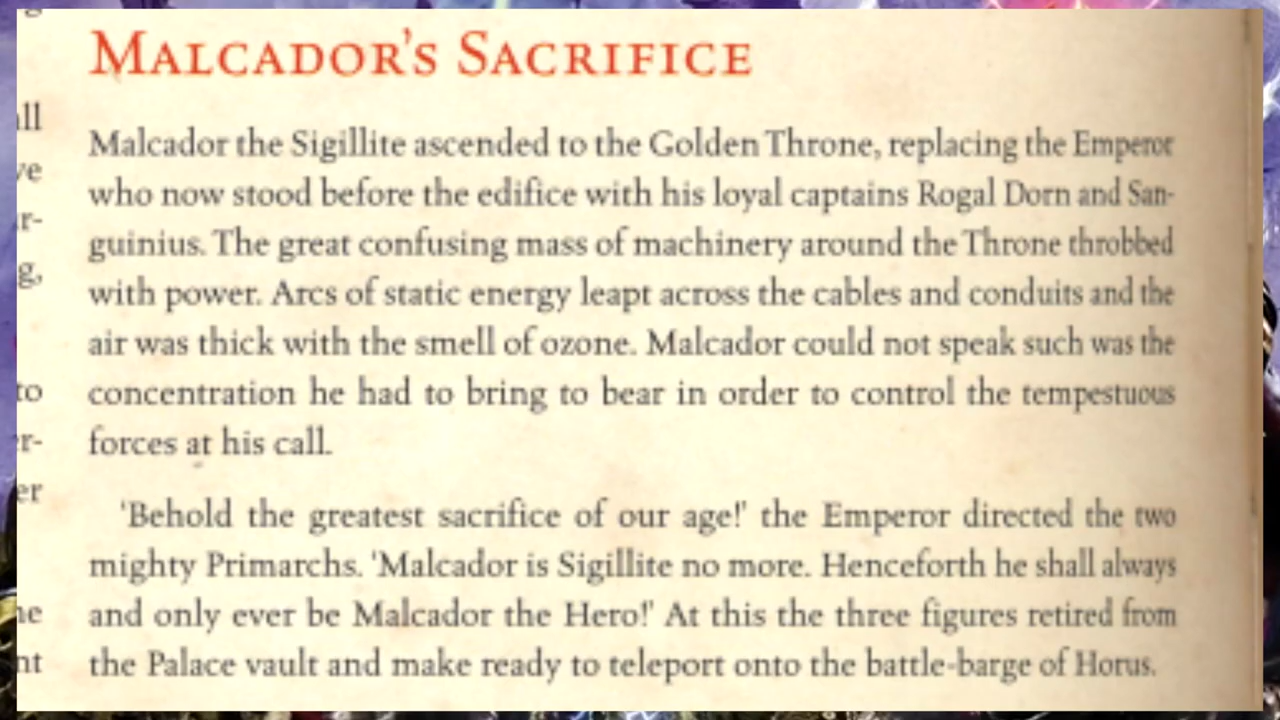 MALCADOR'S SACRIFICE
Malcador the Sigillite ascended to the Golden Throne, replacing the Emperor
who now stood before the edifice with his loyal captains Rogal Dorn and San-
guinius. The great confusing mass of machinery around the Throne throbbed
with power. Arcs of static energy leapt across the cables and conduits and the
air was thick with the smell of ozone. Malcador could not speak such was the
concentration he had to bring to bear in order to control the tempestuous
forces at his call.
'Behold the greatest sacrifice of our age!' the Emperor directed the two
mighty Primarchs. 'Malcador is Sigillite no more. Henceforth he shall always
and only ever be Malcador the Hero!' At this the three figures retired from
the Palace vault and make ready to teleport onto the battle-barge of Horus.